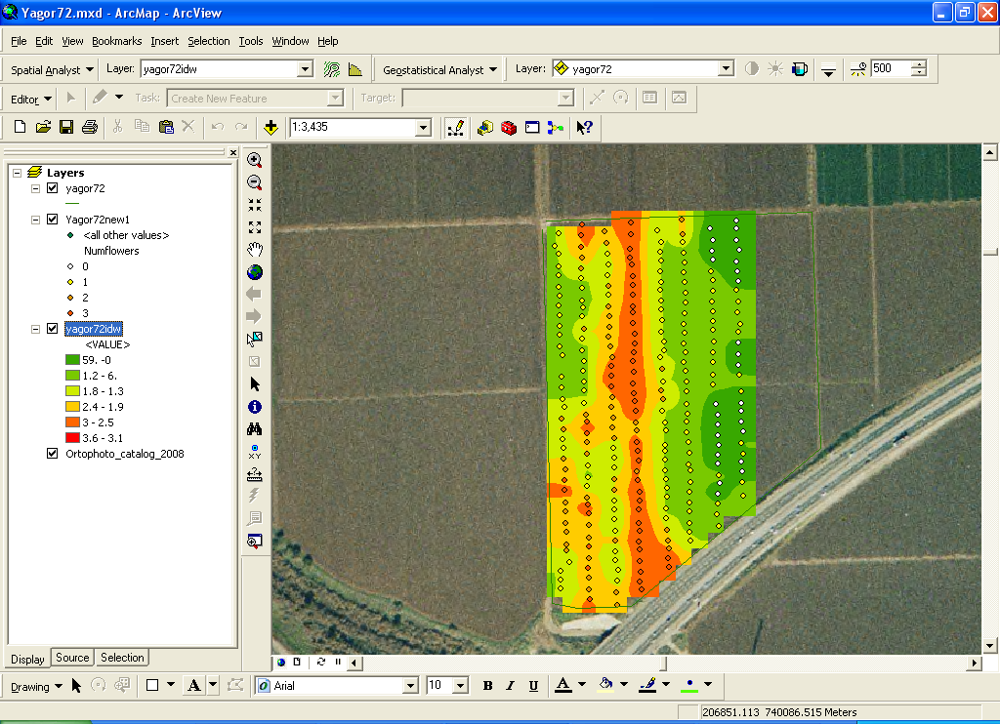 Yagor72.mxd - ArcMap - ArcView
File Edit View Bookmarks Insert Selection Tools Window Help
Spatial Analyst Layer: yagor72idw Geostatistical Analyst Layer: yagor72 500
Editor Task: Create New Feature Target:
1:3,435
Layers
yagor72
Yagor72new1
<all other values>
Numflowers
0
1
2
3
yagor72idw
<VALUE>
59. -0
1.2 - 6.
1.8 - 1.3
2.4 - 1.9
3 - 2.5
3.6 - 3.1
Ortophoto_catalog_2008
XY
Display Source Selection
Drawing A Arial 10 B I U A
206851.113 740086.515 Meters